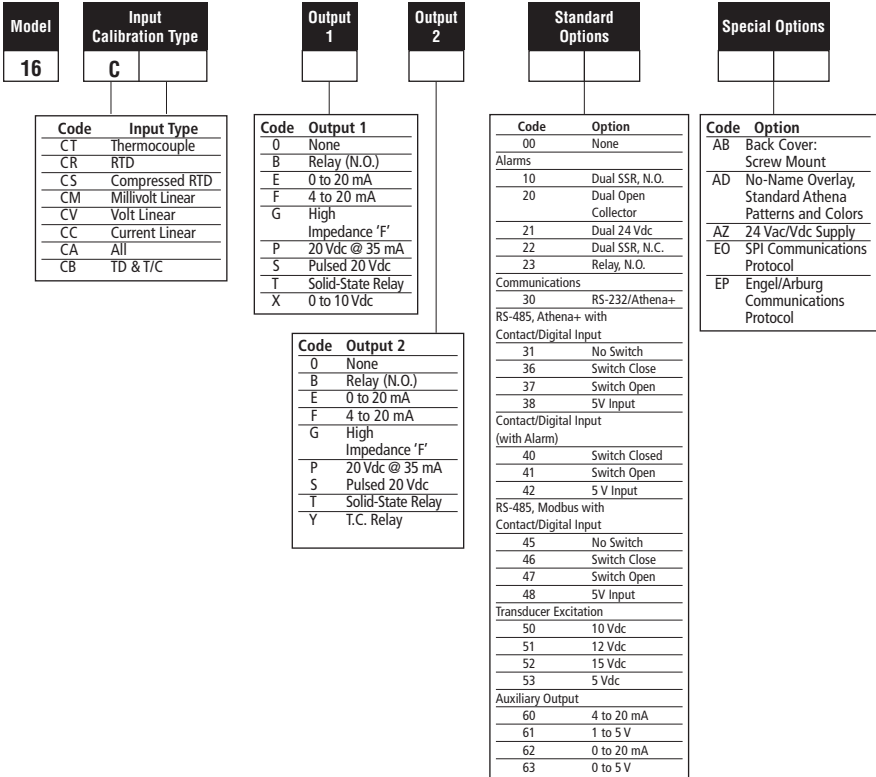 Model
Input
Calibration Type
Output
1
Output
2
Standard
Options
Special Options
16
C
Code Input Type
CT Thermocouple
CR RTD
CS Compressed RTD
CM Millivolt Linear
CV Volt Linear
CC Current Linear
CA All
CB TD & T/C
Code Output 1
0 None
B Relay (N.O.)
E 0 to 20 mA
F 4 to 20 mA
G High
Impedance 'F'
P 20 Vdc @ 35 mA
S Pulsed 20 Vdc
T Solid-State Relay
X 0 to 10 Vdc
Code Output 2
0 None
B Relay (N.O.)
E 0 to 20 mA
F 4 to 20 mA
G High
Impedance 'F'
P 20 Vdc @ 35 mA
S Pulsed 20 Vdc
T Solid-State Relay
Y T.C. Relay
Code Option
00 None
Alarms
10 Dual SSR, N.O.
20 Dual Open
Collector
21 Dual 24 Vdc
22 Dual SSR, N.C.
23 Relay, N.O.
Communications
30 RS-232/Athena+
RS-485, Athena+ with
Contact/Digital Input
31 No Switch
36 Switch Close
37 Switch Open
38 5V Input
Contact/Digital Input
(with Alarm)
40 Switch Closed
41 Switch Open
42 5 V Input
RS-485, Modbus with
Contact/Digital Input
45 No Switch
46 Switch Close
47 Switch Open
48 5V Input
Transducer Excitation
50 10 Vdc
51 12 Vdc
52 15 Vdc
53 5 Vdc
Auxiliary Output
60 4 to 20 mA
61 1 to 5 V
62 0 to 20 mA
63 0 to 5 V
Code Option
AB Back Cover:
Screw Mount
AD No-Name Overlay,
Standard Athena
Patterns and Colors
AZ 24 Vac/Vdc Supply
EO SPI Communications
Protocol
EP Engel/Arburg
Communications
Protocol